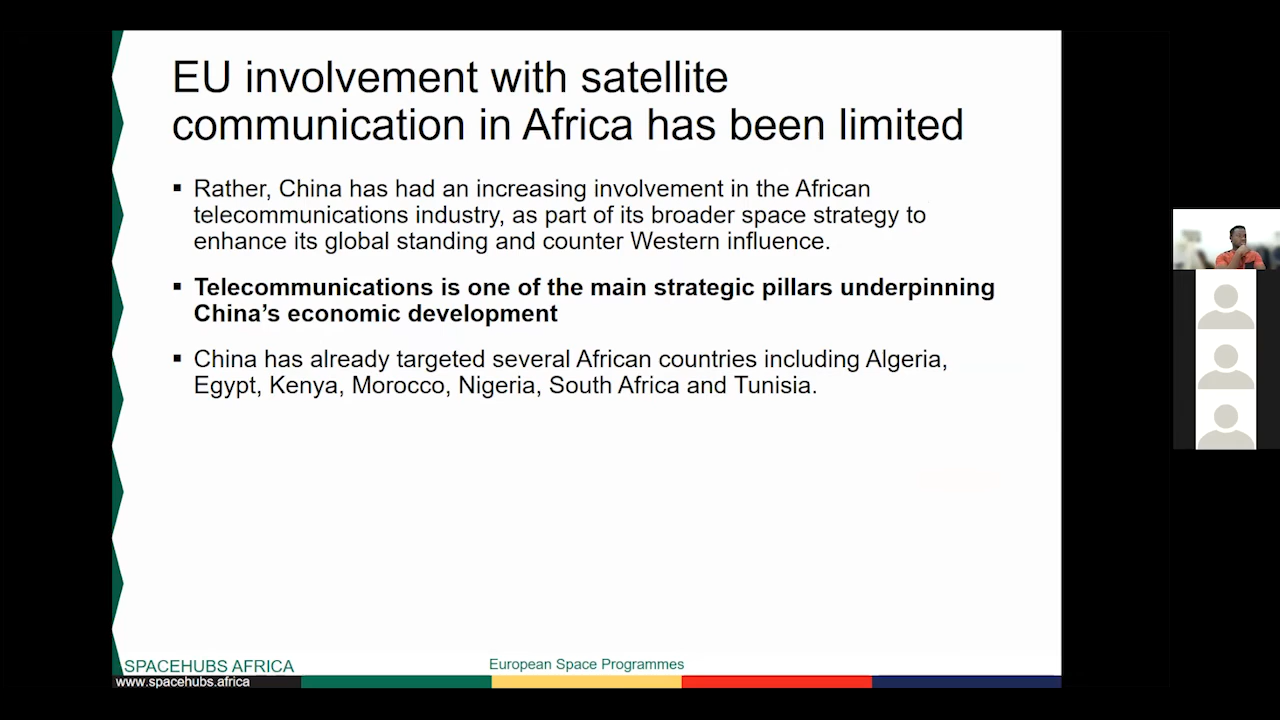 EU involvement with satellite
communication in Africa has been limited
▪ Rather, China has had an increasing involvement in the African
telecommunications industry, as part of its broader space strategy to
enhance its global standing and counter Western influence.
▪ Telecommunications is one of the main strategic pillars underpinning
China’s economic development
▪ China has already targeted several African countries including Algeria,
Egypt, Kenya, Morocco, Nigeria, South Africa and Tunisia.
SPACEHUBS AFRICA
European Space Programmes
www.spacehubs.africa